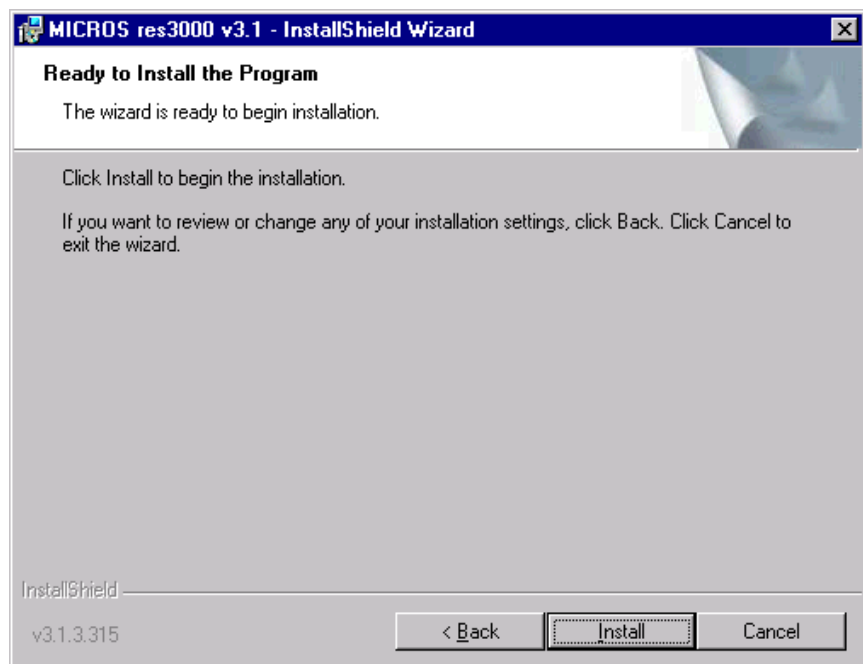 MICROS res3000 v3.1 - InstallShield Wizard
Ready to Install the Program
The wizard is ready to begin installation.
Click Install to begin the installation.
If you want to review or change any of your installation settings, click Back. Click Cancel to
exit the wizard.
InstallShield
v3.1.3.315
< Back
Install
Cancel